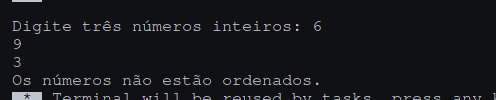 Digite três números inteiros: 6
9
3
Os números não estão ordenados.
* Terminal will be reused by tasks, press any